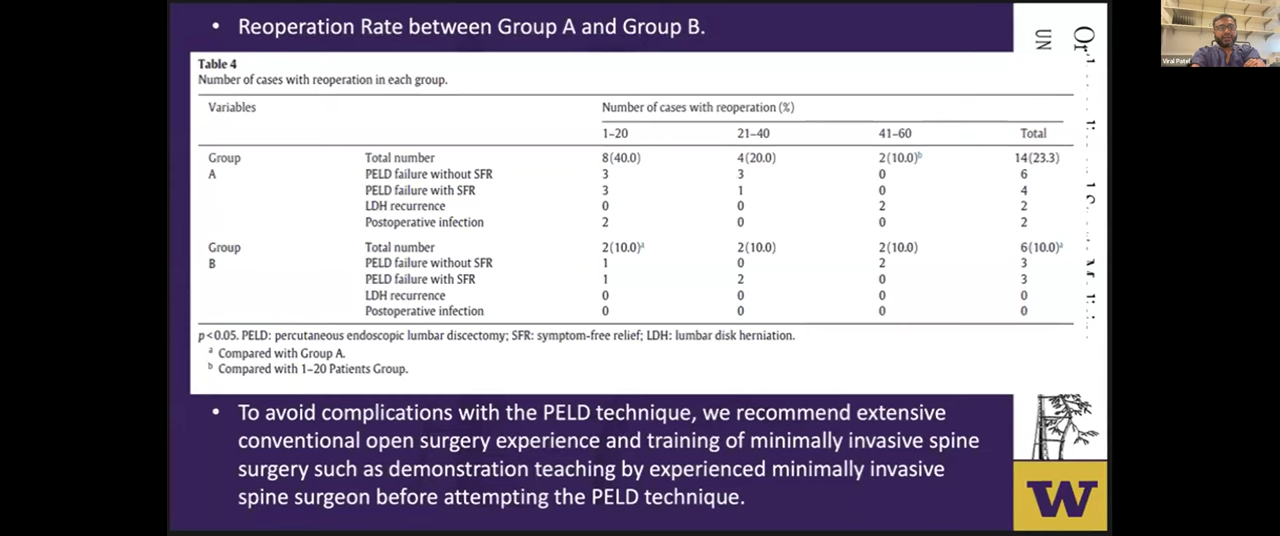 • Reoperation Rate between Group A and Group B.
Table 4
Number of cases with reoperation in each group.
Variables Number of cases with reoperation (%)
1–20 21–40 41–60 Total
Group Total number 8(40.0) 4(20.0) 2(10.0)ᵇ 14(23.3)
A PELD failure without SFR 3 3 0 6
PELD failure with SFR 3 1 0 4
LDH recurrence 0 0 2 2
Postoperative infection 2 0 0 2
Group Total number 2(10.0)ᵃ 2(10.0) 2(10.0) 6(10.0)ᵃ
B PELD failure without SFR 1 0 2 3
PELD failure with SFR 1 2 0 3
LDH recurrence 0 0 0 0
Postoperative infection 0 0 0 0
p<0.05. PELD: percutaneous endoscopic lumbar discectomy; SFR: symptom-free relief; LDH: lumbar disk herniation.
ᵃ Compared with Group A.
ᵇ Compared with 1–20 Patients Group.
• To avoid complications with the PELD technique, we recommend extensive
conventional open surgery experience and training of minimally invasive spine
surgery such as demonstration teaching by experienced minimally invasive
spine surgeon before attempting the PELD technique.
UN
W
Viral Patel